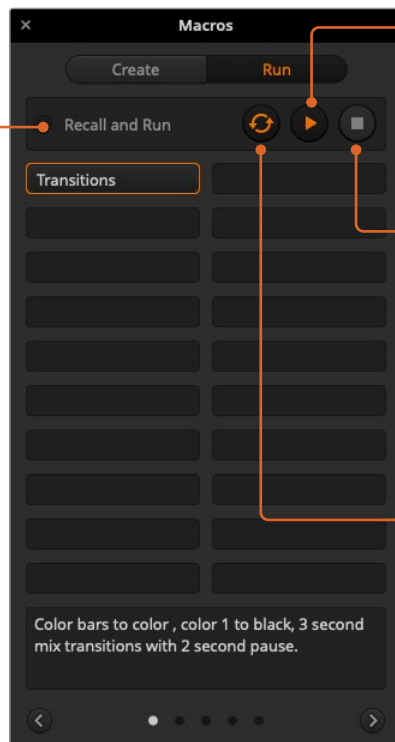 Macros
Create Run
Recall and Run
Transitions
Color bars to color , color 1 to black, 3 second
mix transitions with 2 second pause.